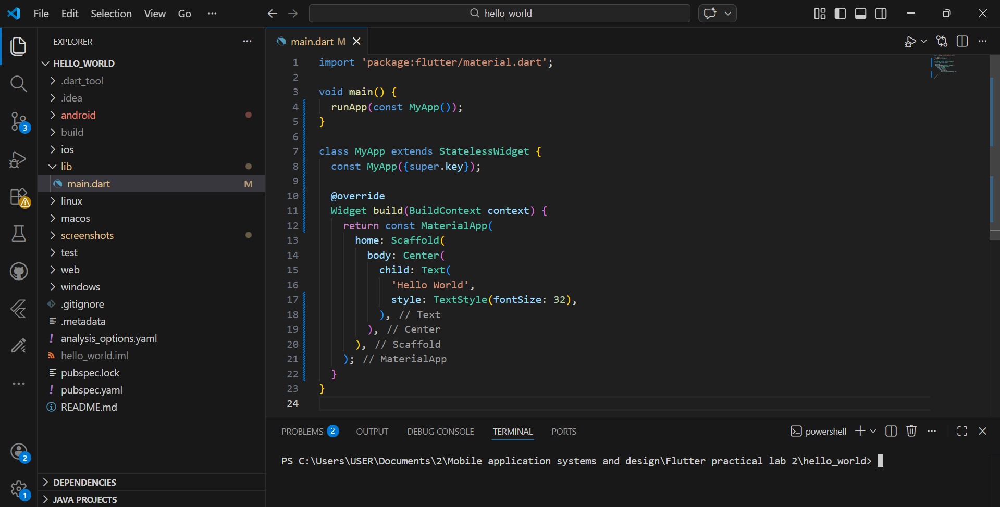 File Edit Selection View Go ···
hello_world
EXPLORER
HELLO_WORLD
.dart_tool
.idea
android
build
ios
lib
main.dart M
linux
macos
screenshots
test
web
windows
.gitignore
.metadata
! analysis_options.yaml
hello_world.iml
pubspec.lock
! pubspec.yaml
README.md
DEPENDENCIES
JAVA PROJECTS
3
2
1
main.dart M
1 import 'package:flutter/material.dart';
2
3 void main() {
4 runApp(const MyApp());
5 }
6
7 class MyApp extends StatelessWidget {
8 const MyApp({super.key});
9
10 @override
11 Widget build(BuildContext context) {
12 return const MaterialApp(
13 home: Scaffold(
14 body: Center(
15 child: Text(
16 'Hello World',
17 style: TextStyle(fontSize: 32),
18 ), // Text
19 ), // Center
20 ), // Scaffold
21 ); // MaterialApp
22 }
23 }
24
PROBLEMS 2 OUTPUT DEBUG CONSOLE TERMINAL PORTS powershell
PS C:\Users\USER\Documents\2\Mobile application systems and design\Flutter practical lab 2\hello_world>